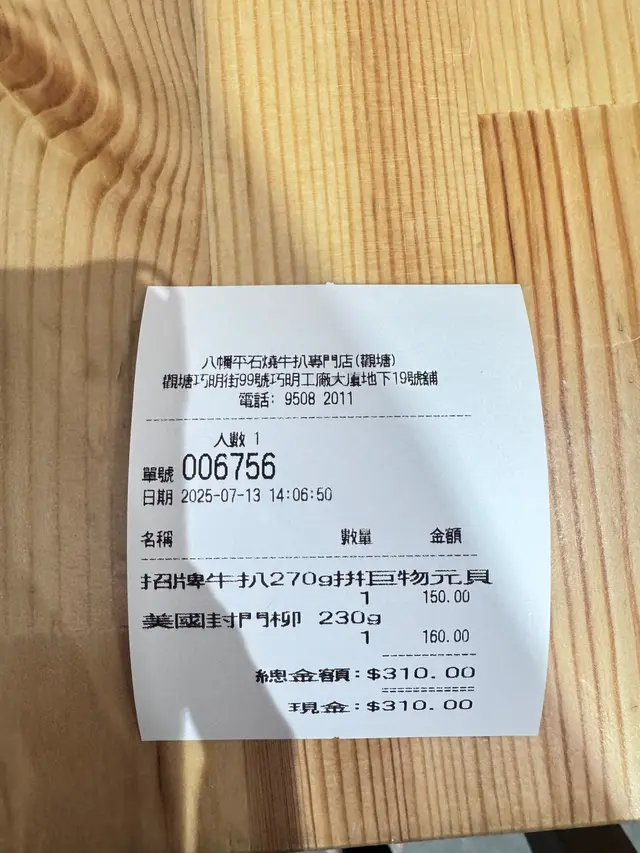 八幡平石燒牛扒專門店(觀塘)
觀塘巧明街99號巧明工廠大廈地下19號舖
電話: 9508 2011
人數 1
單號 006756
日期 2025-07-13 14:06:50
名稱 數量 金額
招牌牛扒270g拼巨物元貝
1 150.00
美國封門柳 230g
1 160.00
總金額:$310.00
現金:$310.00